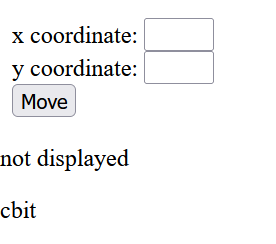 x coordinate:
y coordinate:
Move
not displayed
cbit